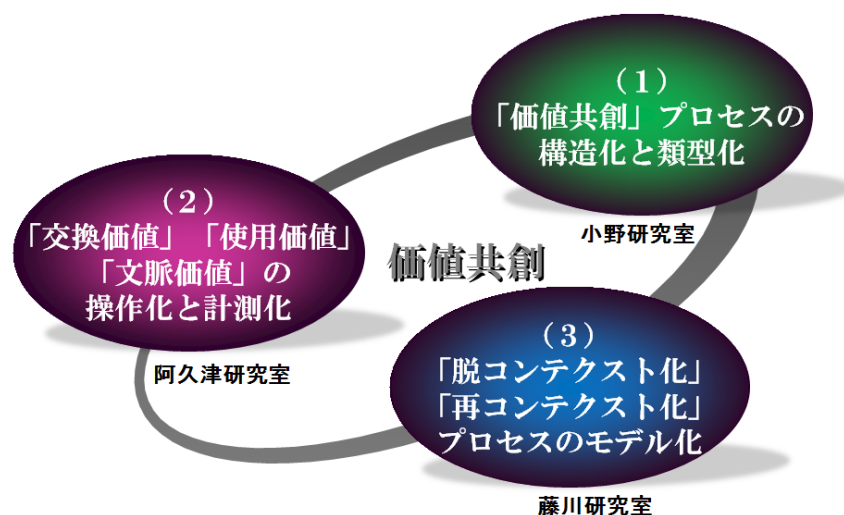 （１）
「価値共創」プロセスの
構造化と類型化
小野研究室
（２）
「交換価値」「使用価値」
「文脈価値」の
操作化と計測化
阿久津研究室
価値共創
（３）
「脱コンテクスト化」
「再コンテクスト化」
プロセスのモデル化
藤川研究室